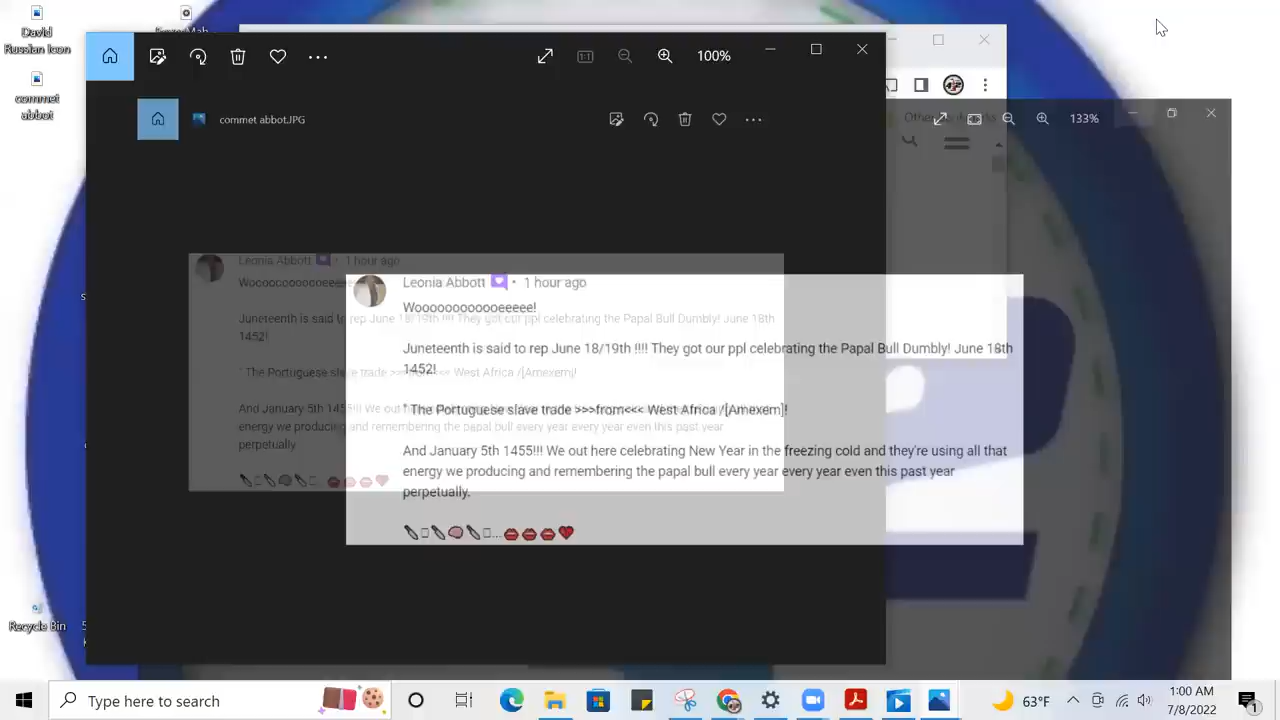 David
Russian Icon
commet
abbot
Recycle Bin
100%
commet abbot.JPG
133%
Leonia Abbott • 1 hour ago
Woooooooooooeeeee!
Juneteenth is said to rep June 18/19th !!!! They got our ppl celebrating the Papal Bull Dumbly! June 18th
1452!
" The Portuguese slave trade >>>from<<< West Africa /[Amexem]!
And January 5th 1455!!! We out here celebrating New Year in the freezing cold and they're using all that
energy we producing and remembering the papal bull every year every year even this past year
perpetually.
Type here to search
63°F
1:00 AM
7/8/2022
1